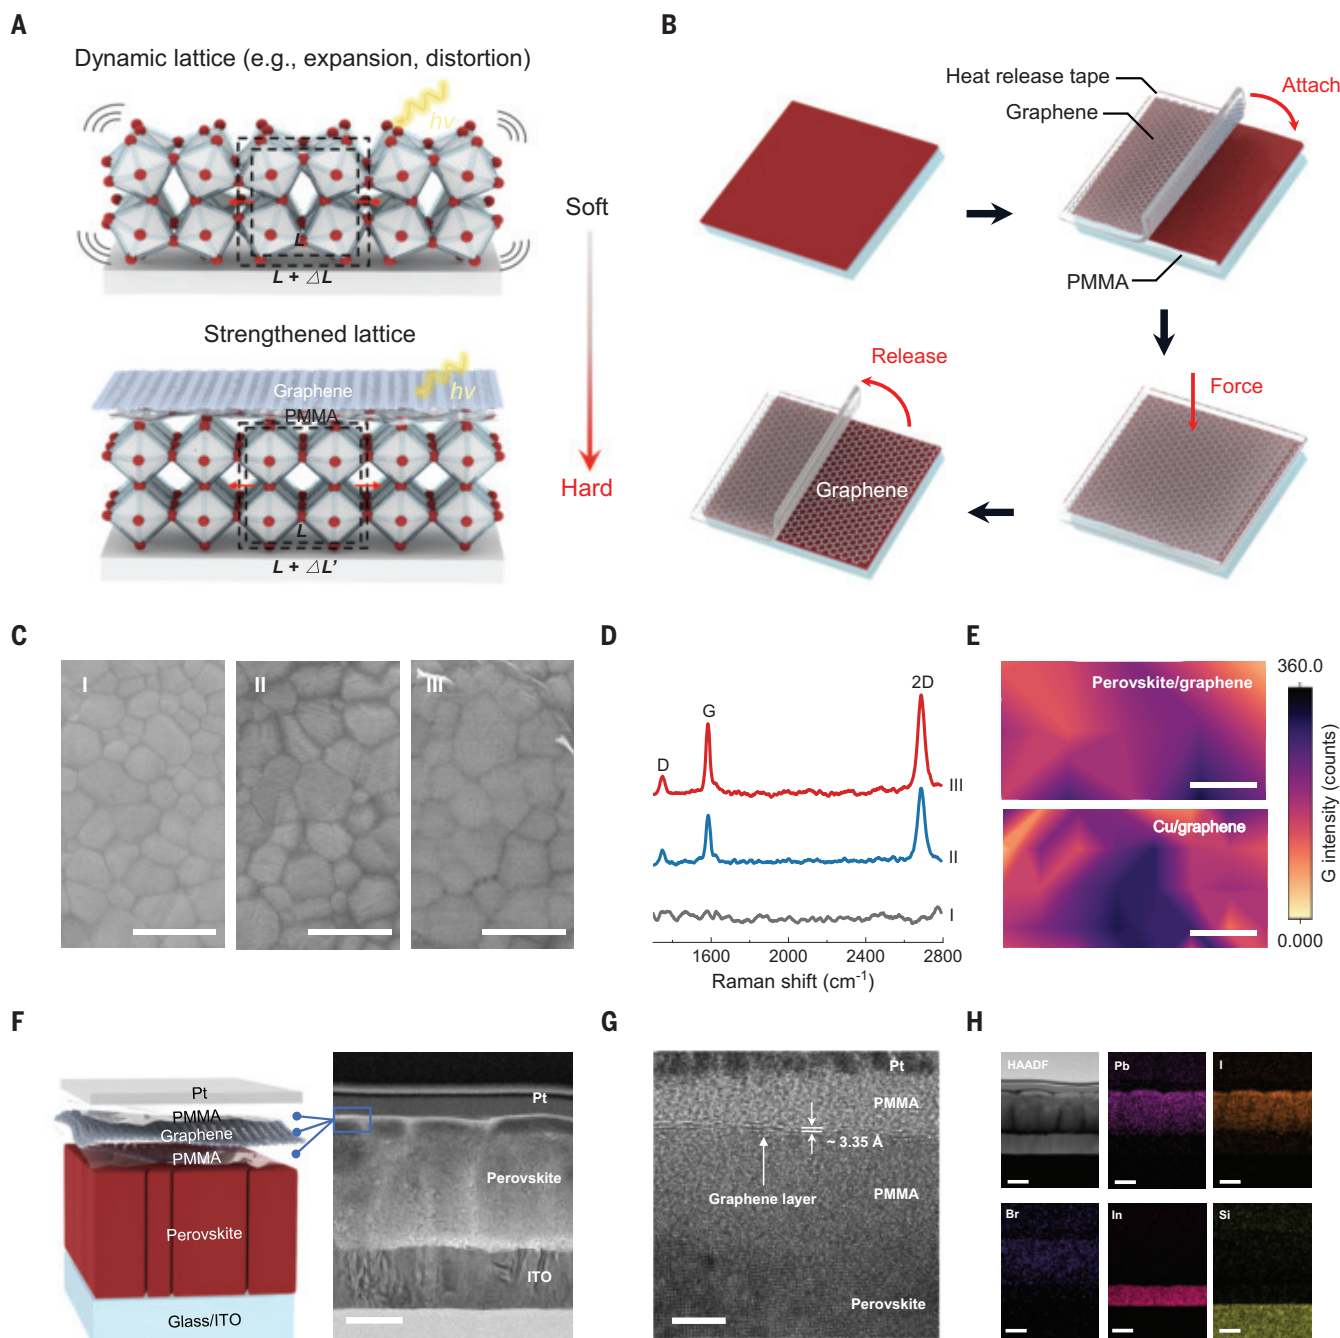 A
Dynamic lattice (e.g., expansion, distortion)
hv
L
L + △L
Soft
Strengthened lattice
Graphene
hv
PMMA
L
L + △L'
Hard
B
Heat release tape
Graphene
Attach
PMMA
Force
Release
Graphene
C
I
II
III
D
D
G
2D
III
II
I
1600
2000
2400
2800
Raman shift (cm⁻¹)
E
Perovskite/graphene
Cu/graphene
360.0
0.000
G intensity (counts)
F
Pt
PMMA
Graphene
PMMA
Perovskite
Glass/ITO
Pt
Perovskite
ITO
G
Pt
PMMA
~ 3.35 Å
Graphene layer
PMMA
Perovskite
H
HAADF
Pb
I
Br
In
Si